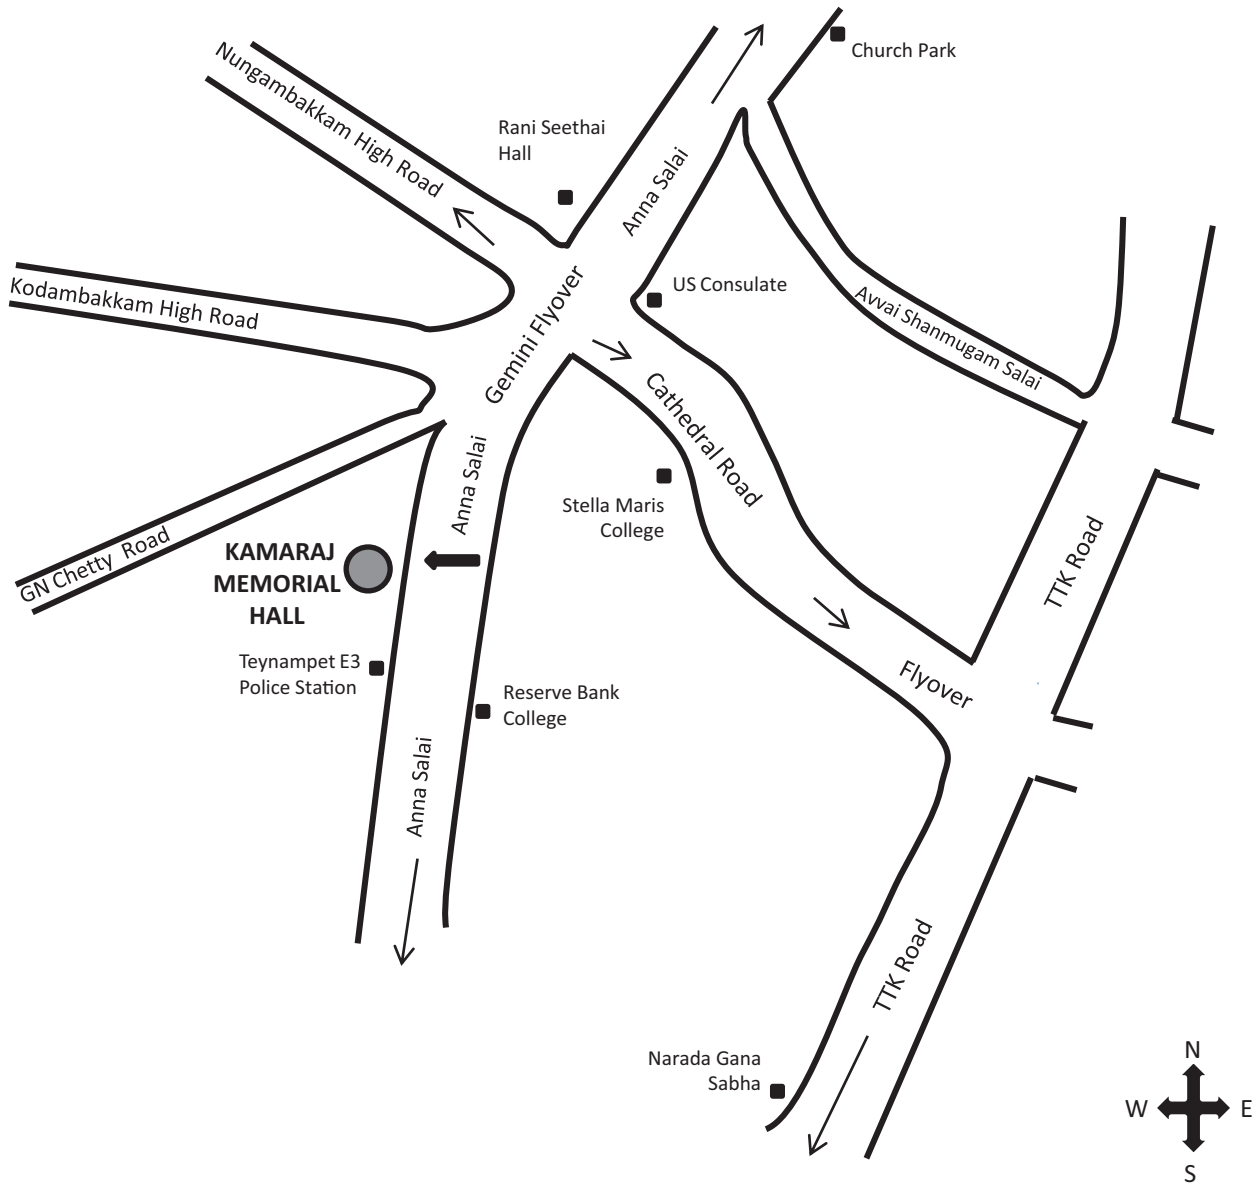 Church Park
Nungambakkam High Road
Rani Seethai
Hall
Anna Salai
US Consulate
Kodambakkam High Road
Gemini Flyover
Avvai Shanmugam Salai
Cathedral Road
Anna Salai
Stella Maris
College
GN Chetty Road
KAMARAJ
MEMORIAL
HALL
TTK Road
Teynampet E3
Police Station
Reserve Bank
College
Flyover
Anna Salai
TTK Road
Narada Gana
Sabha
N
W
E
S